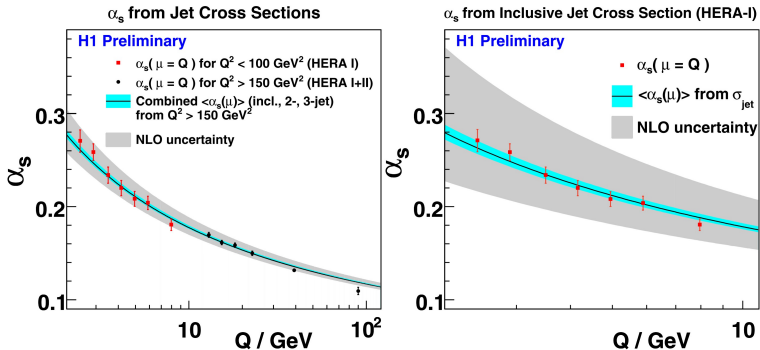 αs from Jet Cross Sections
H1 Preliminary
αs( μ = Q ) for Q² < 100 GeV² (HERA I)
αs( μ = Q ) for Q² > 150 GeV² (HERA I+II)
Combined <αs(μ)> (incl., 2-, 3-jet)
from Q² > 150 GeV²
NLO uncertainty
αs
0.3
0.2
0.1
10
10²
Q / GeV
αs from Inclusive Jet Cross Section (HERA-I)
H1 Preliminary
αs( μ = Q )
<αs(μ)> from σjet
NLO uncertainty
αs
0.3
0.2
0.1
10
Q / GeV